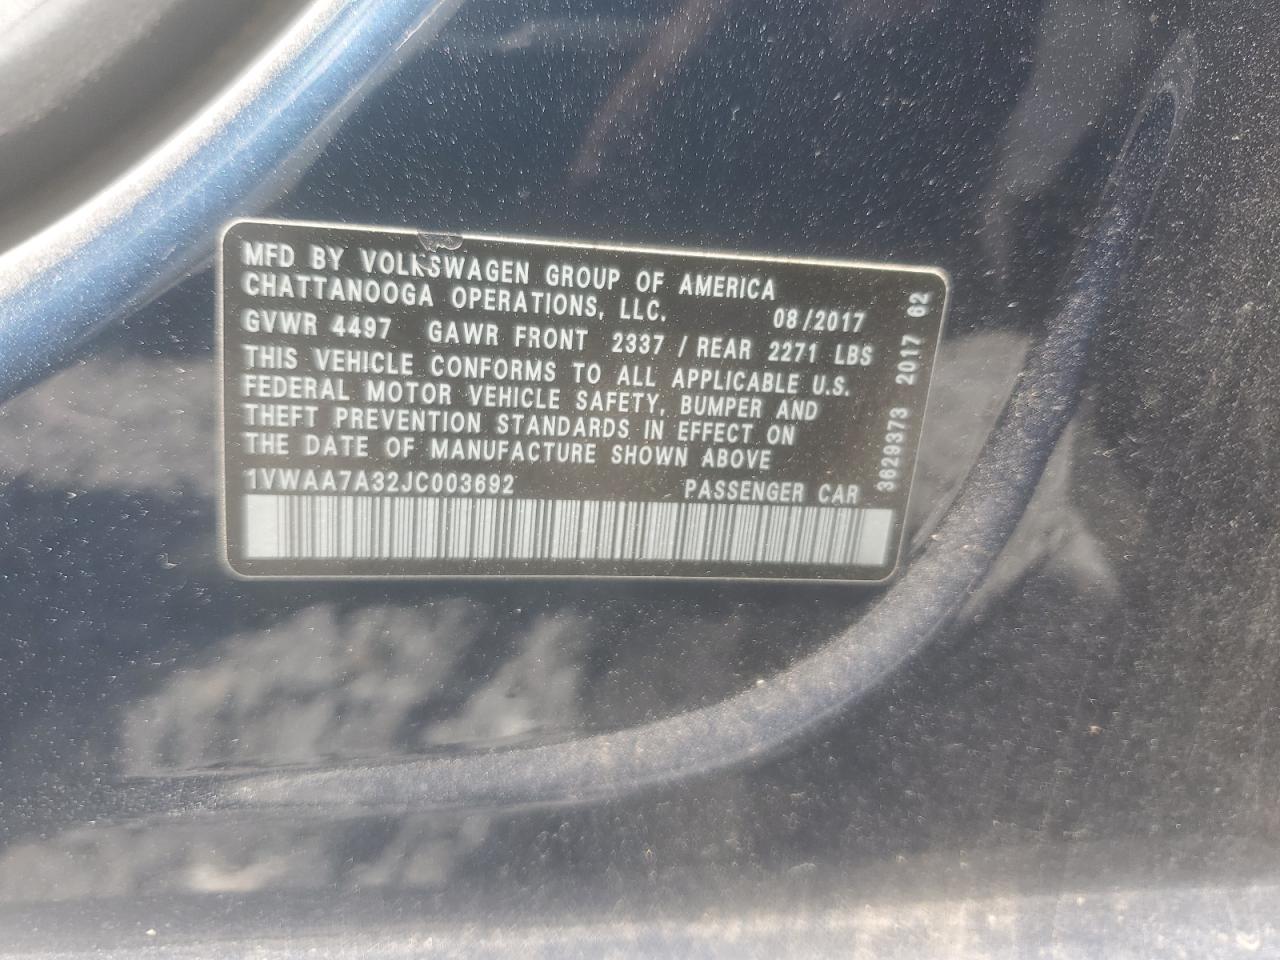 MFD BY VOLKSWAGEN GROUP OF AMERICA
CHATTANOOGA OPERATIONS, LLC. 08/2017
GVWR 4497 GAWR FRONT 2337 / REAR 2271 LBS
THIS VEHICLE CONFORMS TO ALL APPLICABLE U.S.
FEDERAL MOTOR VEHICLE SAFETY, BUMPER AND
THEFT PREVENTION STANDARDS IN EFFECT ON
THE DATE OF MANUFACTURE SHOWN ABOVE
1VWAA7A32JC003692 PASSENGER CAR
3629373 2017 62